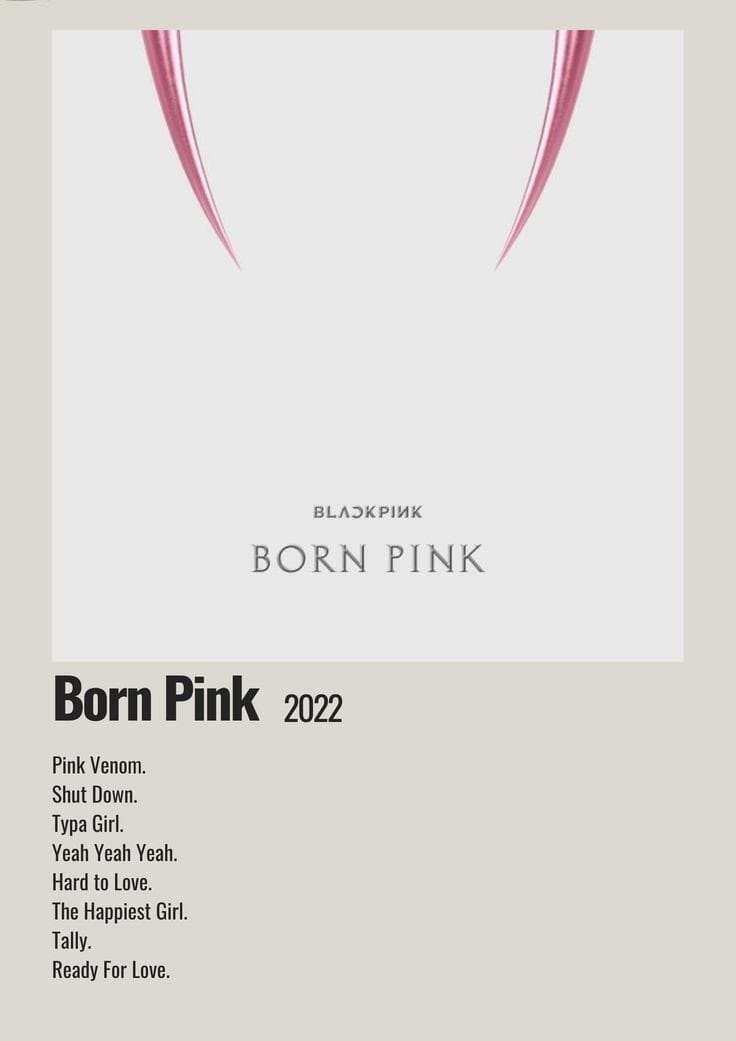 BLACKPINK
BORN PINK
Born Pink 2022
Pink Venom.
Shut Down.
Typa Girl.
Yeah Yeah Yeah.
Hard to Love.
The Happiest Girl.
Tally.
Ready For Love.